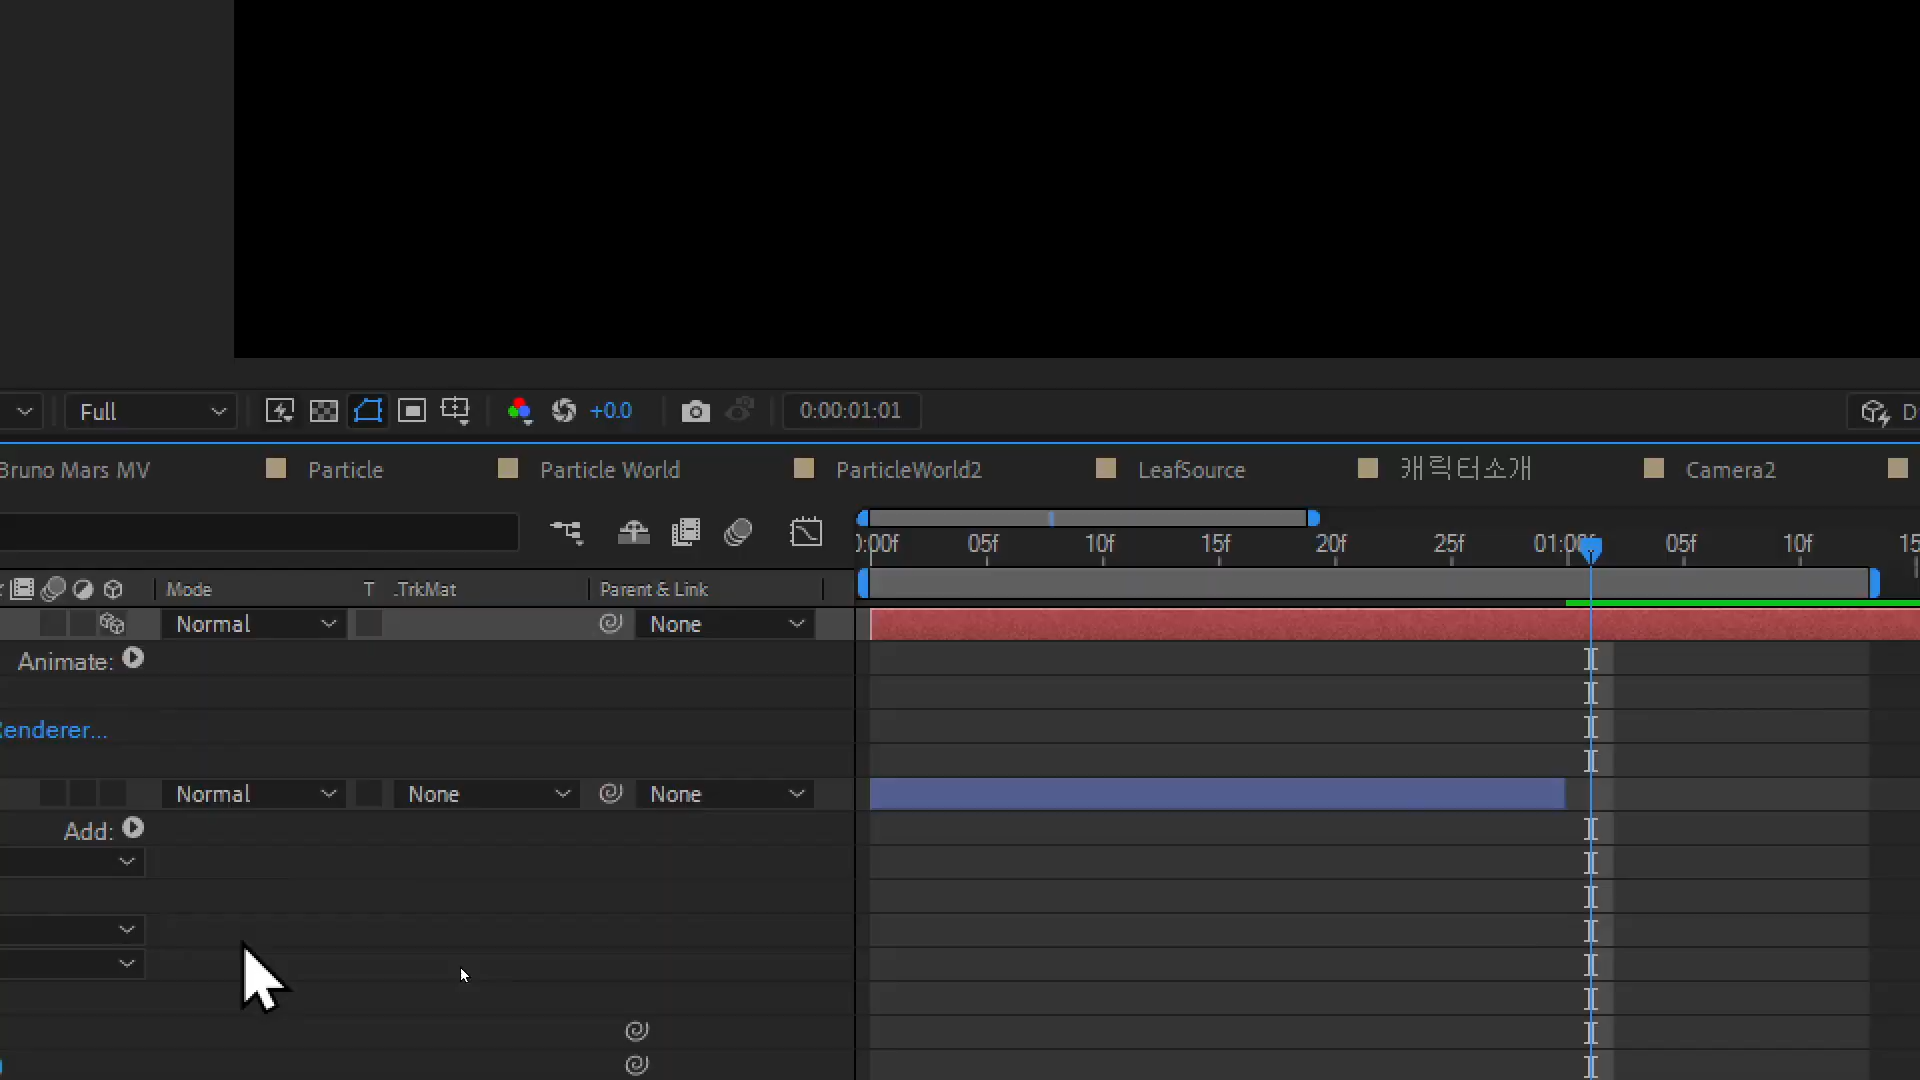 Full +0.0 0:00:01:01 D
Bruno Mars MV Particle Particle World ParticleWorld2 LeafSource 캐릭터소개 Camera2
:00f 05f 10f 15f 20f 25f 01:00f 05f 10f 15
Mode T .TrkMat Parent & Link
Normal None
Animate:
enderer...
Normal None None
Add: